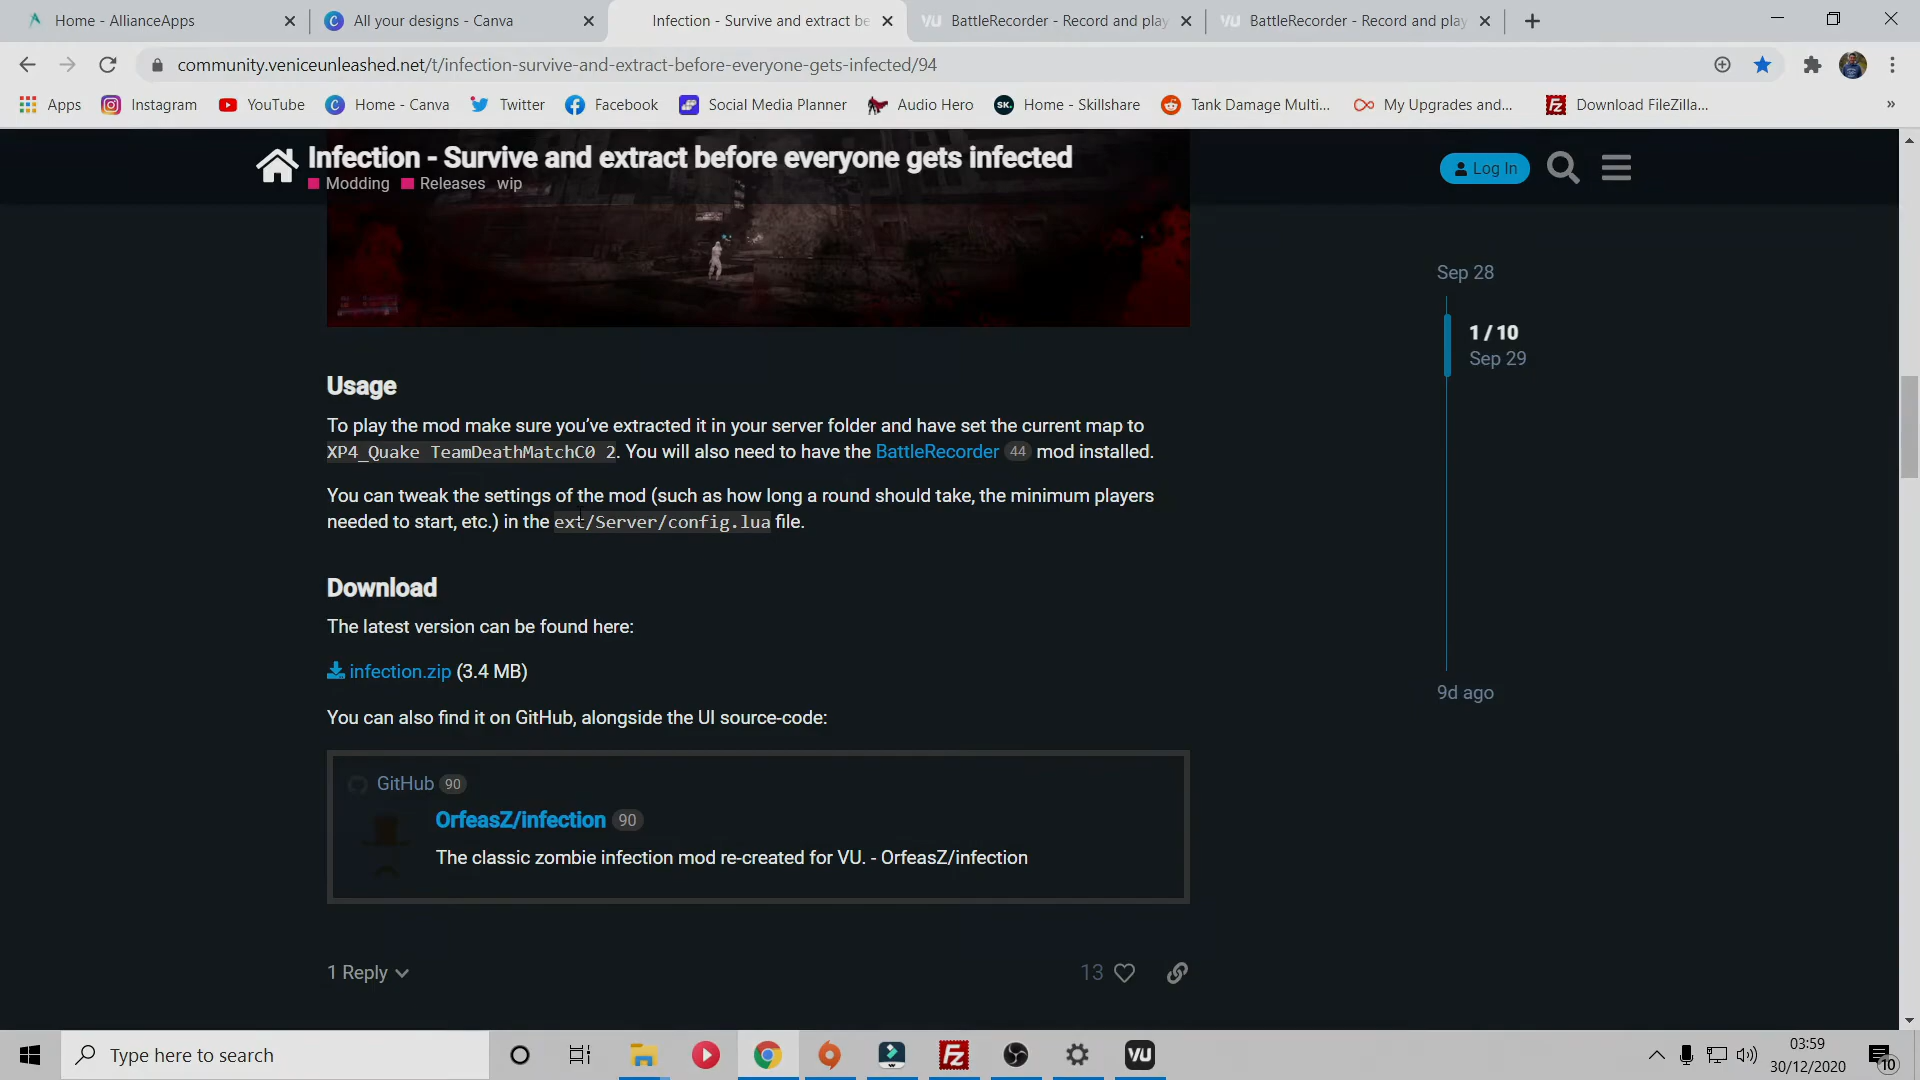 Home - AllianceApps
All your designs - Canva
Infection - Survive and extract be
BattleRecorder - Record and play
BattleRecorder - Record and play
community.veniceunleashed.net/t/infection-survive-and-extract-before-everyone-gets-infected/94
Apps
Instagram
YouTube
Home - Canva
Twitter
Facebook
Social Media Planner
Audio Hero
Home - Skillshare
Tank Damage Multi...
My Upgrades and...
Download FileZilla...
Infection - Survive and extract before everyone gets infected
Modding Releases wip
Log In
Sep 28
1 / 10
Sep 29
9d ago
Usage
To play the mod make sure you've extracted it in your server folder and have set the current map to
XP4_Quake TeamDeathMatchC0 2. You will also need to have the BattleRecorder 44 mod installed.
You can tweak the settings of the mod (such as how long a round should take, the minimum players
needed to start, etc.) in the ext/Server/config.lua file.
Download
The latest version can be found here:
infection.zip (3.4 MB)
You can also find it on GitHub, alongside the UI source-code:
GitHub 90
OrfeasZ/infection 90
The classic zombie infection mod re-created for VU. - OrfeasZ/infection
1 Reply
13
Type here to search
03:59
30/12/2020
10